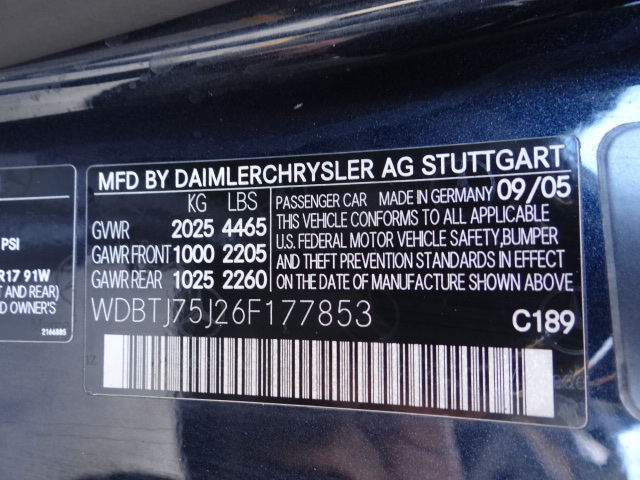 MFD BY DAIMLERCHRYSLER AG STUTTGART
KG LBS
GVWR 2025 4465
GAWR FRONT 1000 2205
GAWR REAR 1025 2260
PASSENGER CAR MADE IN GERMANY 09/05
THIS VEHICLE CONFORMS TO ALL APPLICABLE
U.S. FEDERAL MOTOR VEHICLE SAFETY, BUMPER
AND THEFT PREVENTION STANDARDS IN EFFECT
ON DATE OF MANUFACTURE SHOWN ABOVE
WDBTJ75J26F177853
C189
PSI
R17 91W
T AND REAR)
D OWNER'S
2166885